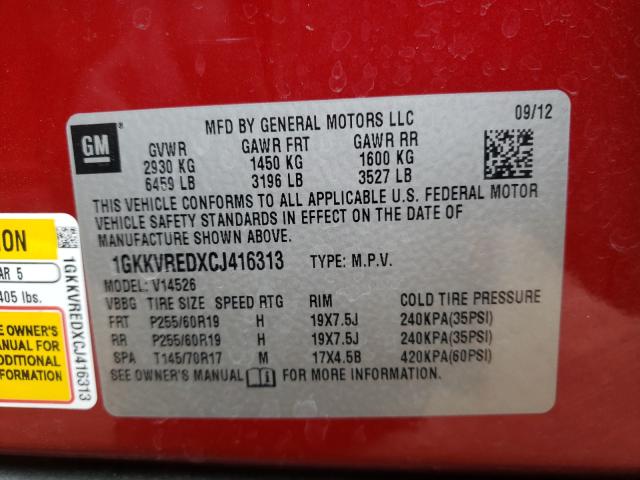 GM
MFD BY GENERAL MOTORS LLC
09/12
GVWR GAWR FRT GAWR RR
2930 KG 1450 KG 1600 KG
6459 LB 3196 LB 3527 LB
THIS VEHICLE CONFORMS TO ALL APPLICABLE U.S. FEDERAL MOTOR
VEHICLE SAFETY STANDARDS IN EFFECT ON THE DATE OF
MANUFACTURE SHOWN ABOVE.
1GKKVREDXCJ416313 TYPE: M.P.V.
MODEL: V14526
VBBG TIRE SIZE SPEED RTG RIM COLD TIRE PRESSURE
FRT P255/60R19 H 19X7.5J 240KPA(35PSI)
RR P255/60R19 H 19X7.5J 240KPA(35PSI)
SPA T145/70R17 M 17X4.5B 420KPA(60PSI)
SEE OWNER'S MANUAL FOR MORE INFORMATION.
ION
AR 5
405 lbs.
E OWNER'S
ANUAL FOR
DDITIONAL
FORMATION
1GKKVREDXCJ416313